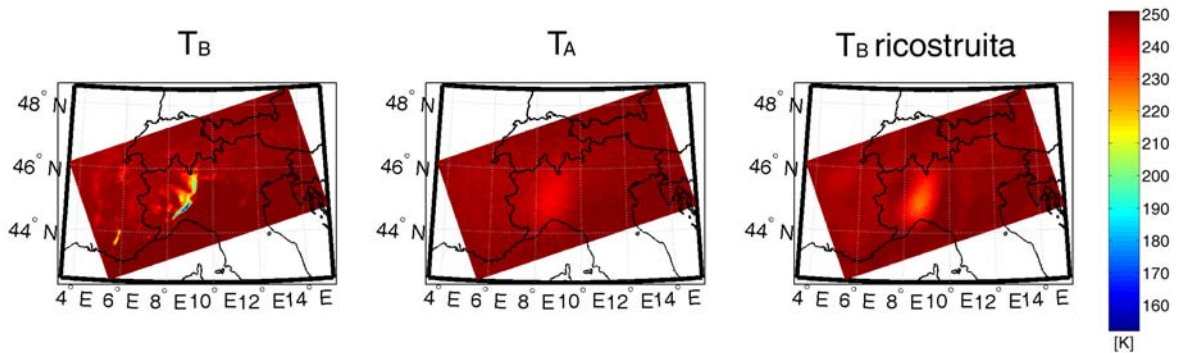 T_B
T_A
T_B ricostruita
48° N
46° N
44° N
4° E 6° E 8° E 10° E 12° E 14° E
48° N
46° N
44° N
4° E 6° E 8° E 10° E 12° E 14° E
48° N
46° N
44° N
4° E 6° E 8° E 10° E 12° E 14° E
250
240
230
220
210
200
190
180
170
160
[K]